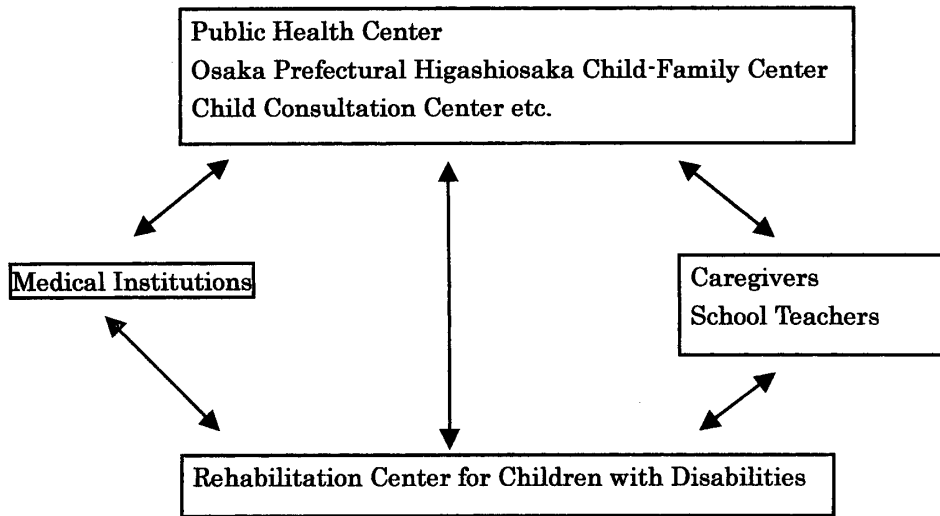 Public Health Center
Osaka Prefectural Higashiosaka Child-Family Center
Child Consultation Center etc.
Medical Institutions
Caregivers
School Teachers
Rehabilitation Center for Children with Disabilities